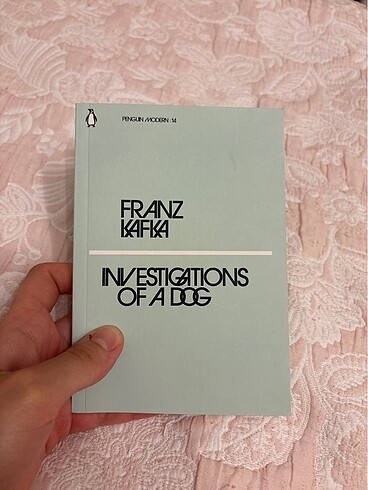 PENGUIN MODERN :14
FRANZ
KAFKA
INVESTIGATIONS
OF A DOG